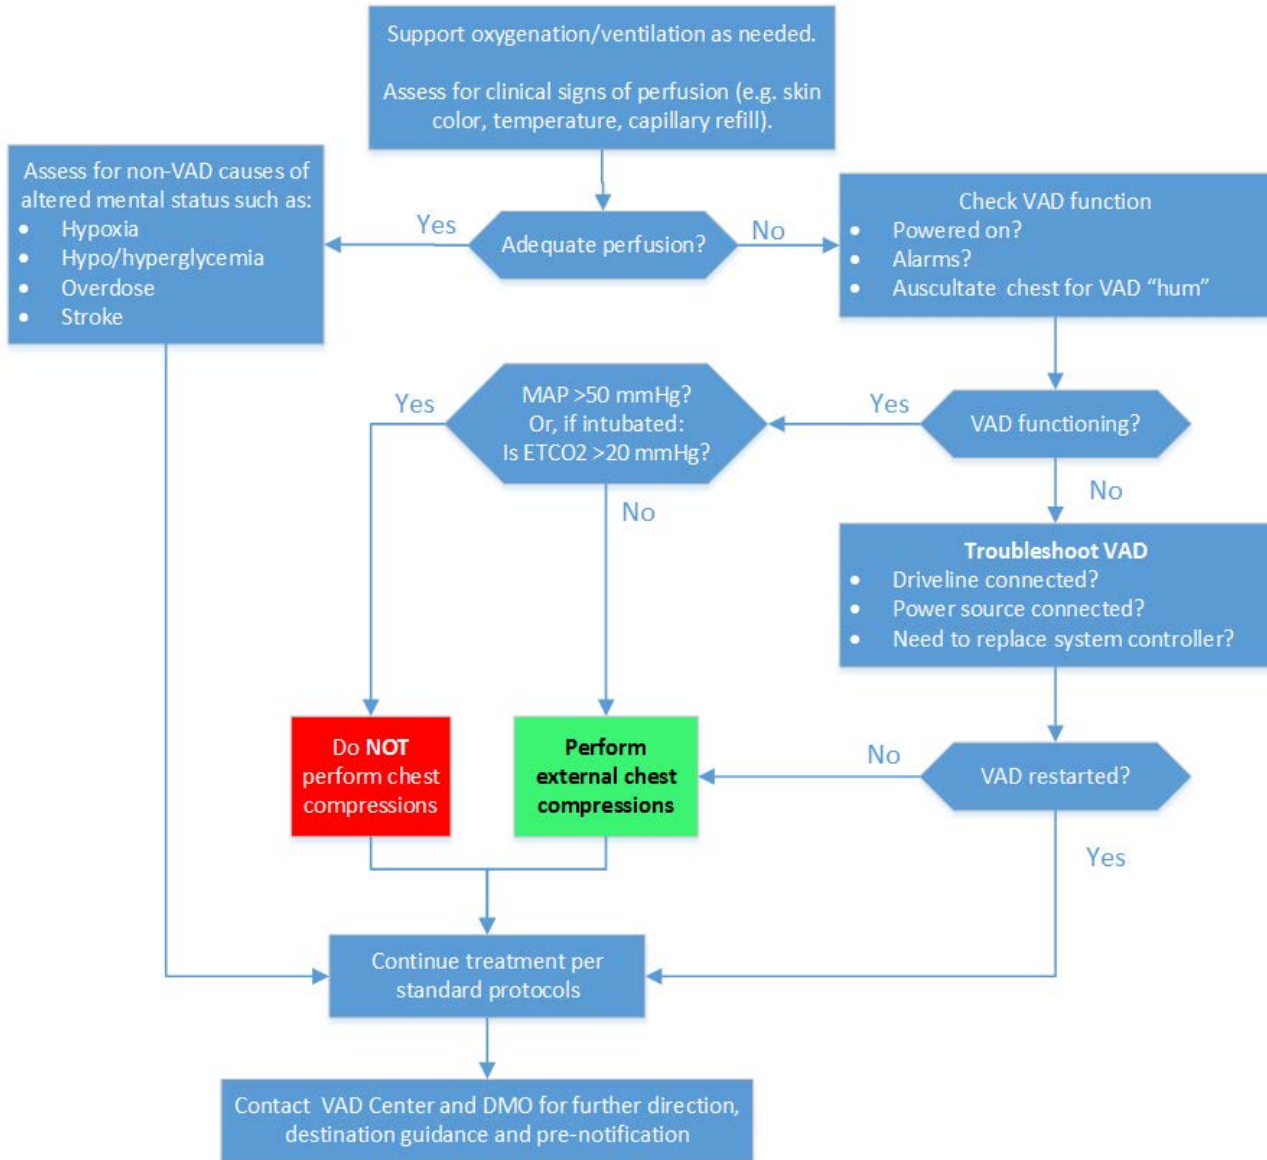 Support oxygenation/ventilation as needed.
Assess for clinical signs of perfusion (e.g. skin
color, temperature, capillary refill).
Assess for non-VAD causes of
altered mental status such as:
• Hypoxia
• Hypo/hyperglycemia
• Overdose
• Stroke
Yes
Adequate perfusion?
No
Check VAD function
• Powered on?
• Alarms?
• Auscultate chest for VAD “hum”
Yes
MAP >50 mmHg?
Or, if intubated:
Is ETCO2 >20 mmHg?
Yes
VAD functioning?
No
No
Troubleshoot VAD
• Driveline connected?
• Power source connected?
• Need to replace system controller?
Do NOT
perform chest
compressions
Perform
external chest
compressions
No
VAD restarted?
Yes
Continue treatment per
standard protocols
Contact VAD Center and DMO for further direction,
destination guidance and pre-notification